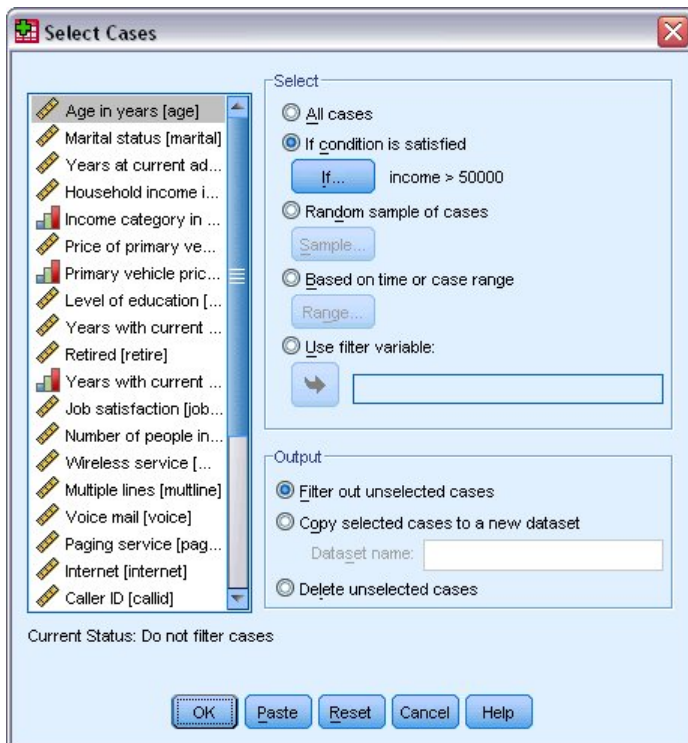 Select Cases
Age in years [age]
Marital status [marital]
Years at current ad...
Household income i...
Income category in ...
Price of primary ve...
Primary vehicle pric...
Level of education [...
Years with current ...
Retired [retire]
Years with current ...
Job satisfaction [job...
Number of people in...
Wireless service [...
Multiple lines [multline]
Voice mail [voice]
Paging service [pag...
Internet [internet]
Caller ID [callid]
Current Status: Do not filter cases
Select
All cases
If condition is satisfied
If... income > 50000
Random sample of cases
Sample...
Based on time or case range
Range...
Use filter variable:
Output
Filter out unselected cases
Copy selected cases to a new dataset
Dataset name:
Delete unselected cases
OK Paste Reset Cancel Help